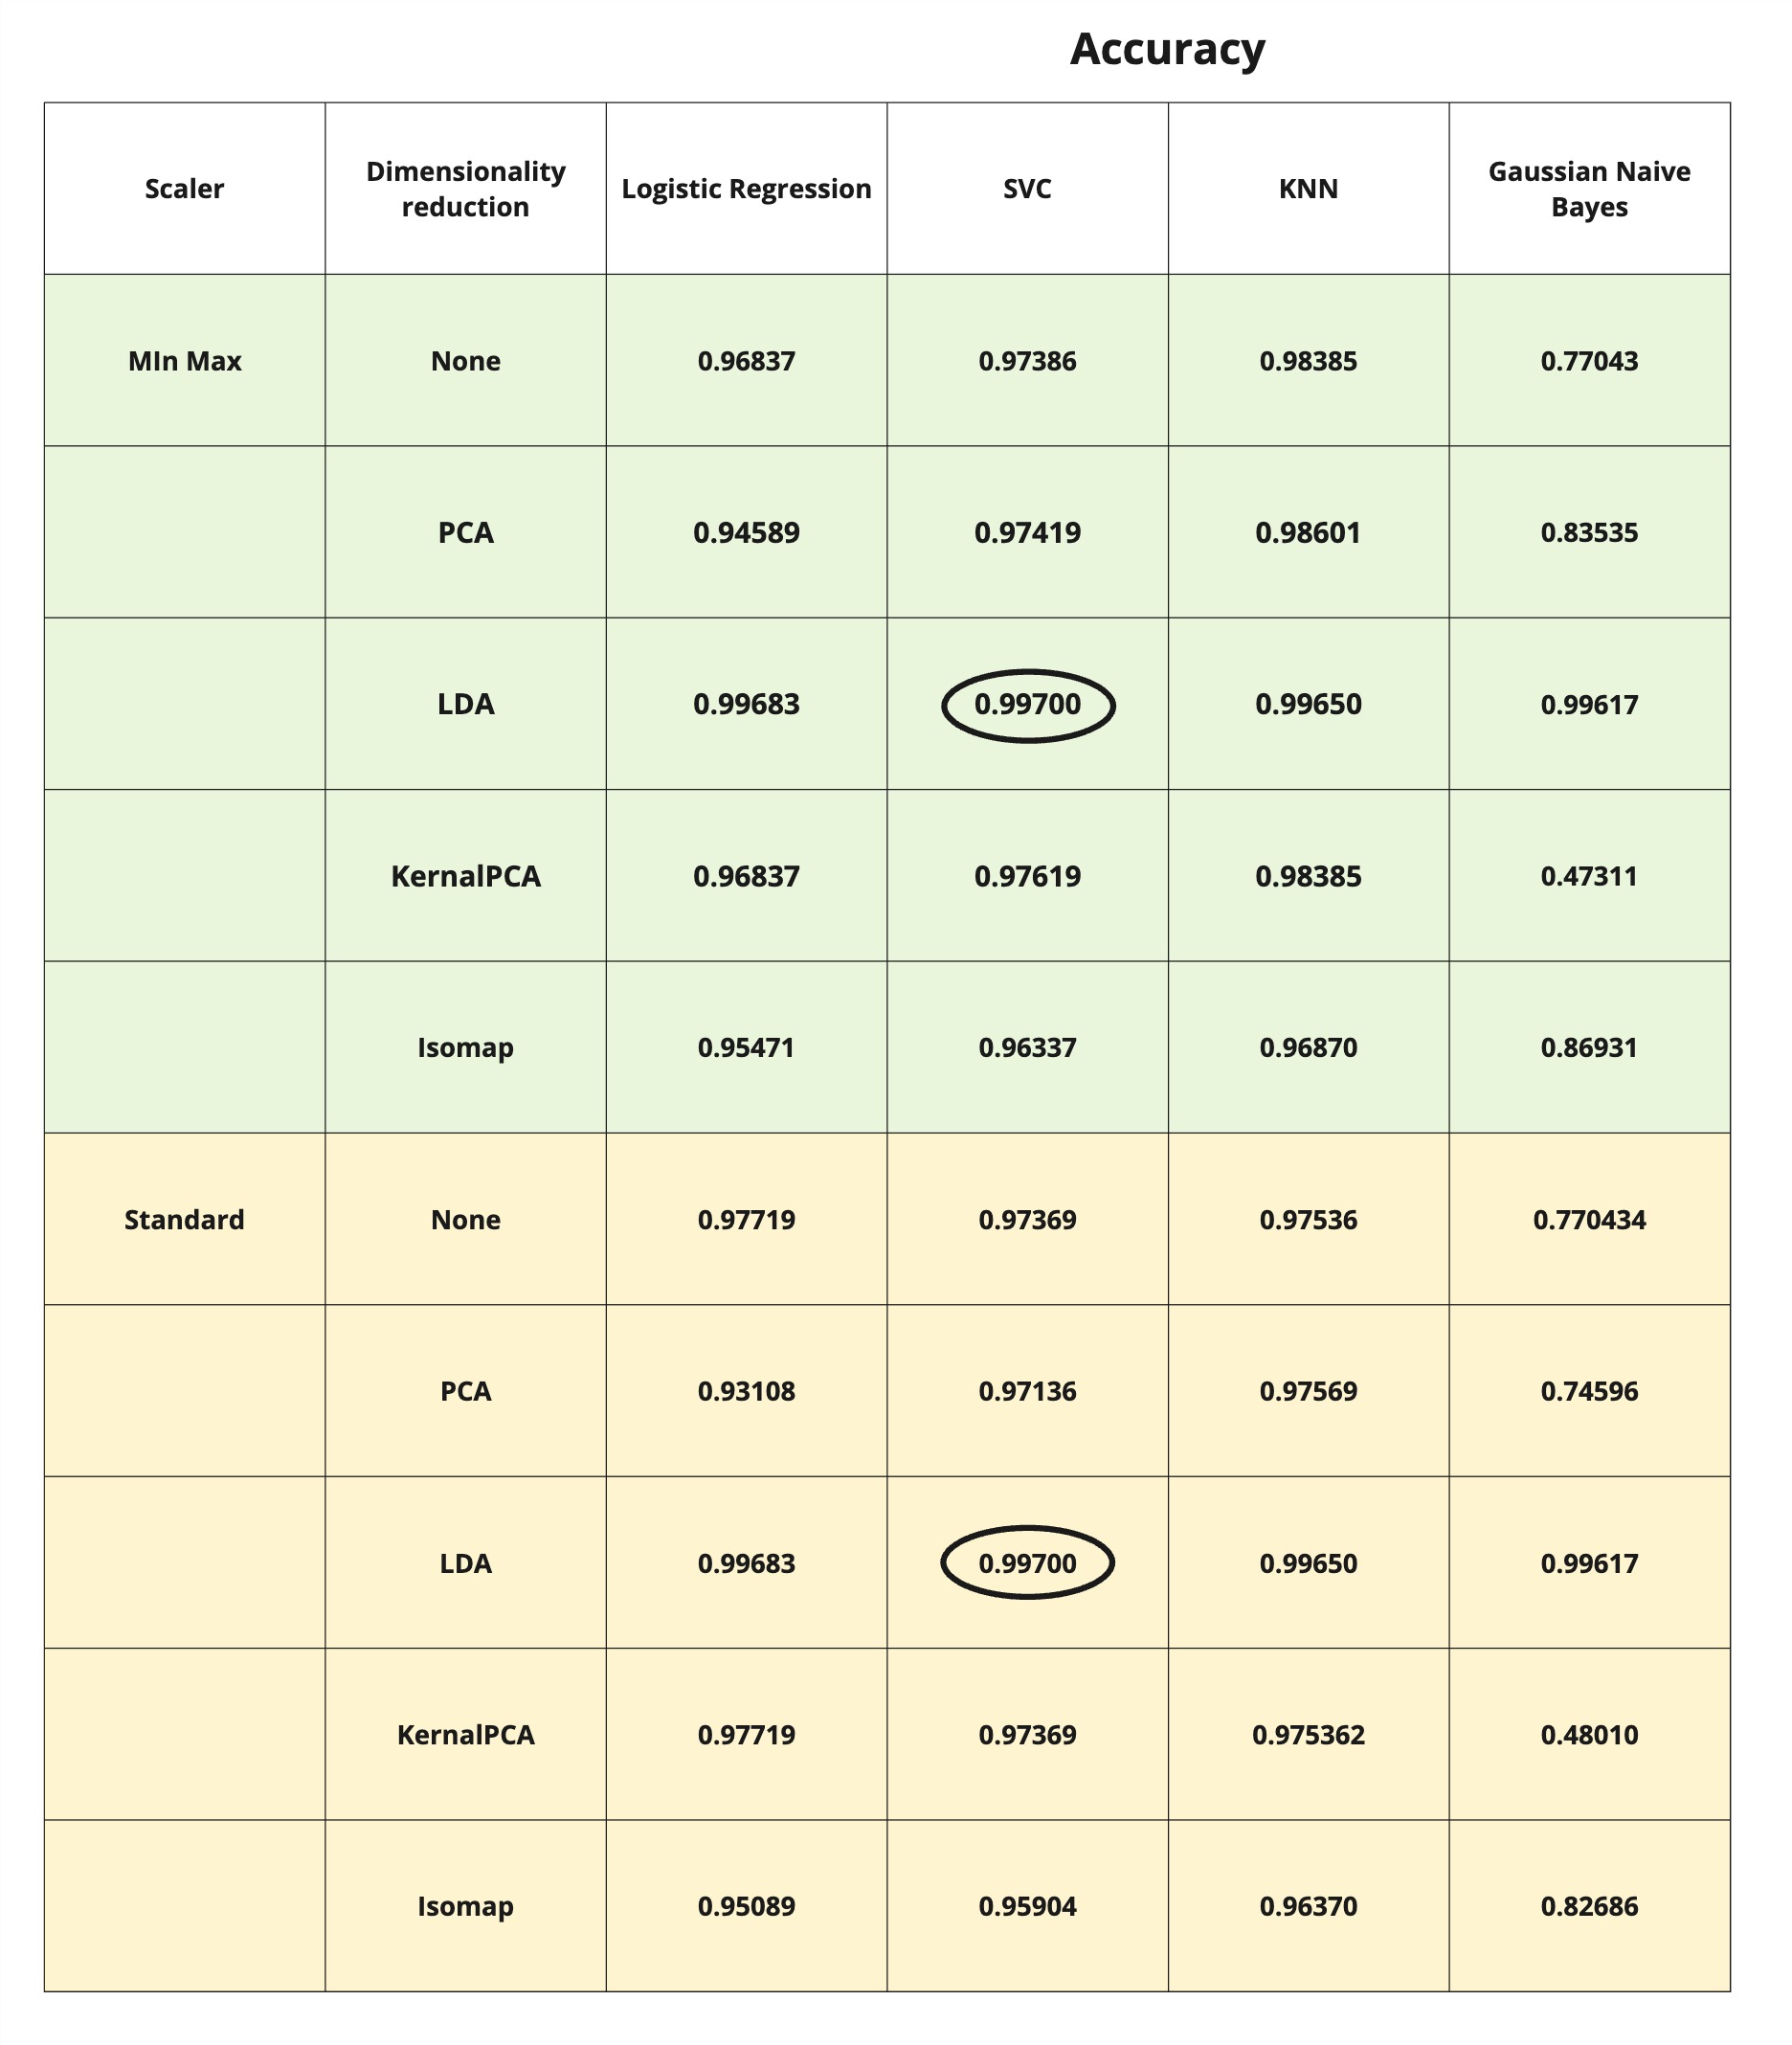 Accuracy
Scaler
Dimensionality
reduction
Logistic Regression
SVC
KNN
Gaussian Naive
Bayes
MIn Max
None
0.96837
0.97386
0.98385
0.77043
PCA
0.94589
0.97419
0.98601
0.83535
LDA
0.99683
0.99700
0.99650
0.99617
KernalPCA
0.96837
0.97619
0.98385
0.47311
Isomap
0.95471
0.96337
0.96870
0.86931
Standard
None
0.97719
0.97369
0.97536
0.770434
PCA
0.93108
0.97136
0.97569
0.74596
LDA
0.99683
0.99700
0.99650
0.99617
KernalPCA
0.97719
0.97369
0.975362
0.48010
Isomap
0.95089
0.95904
0.96370
0.82686